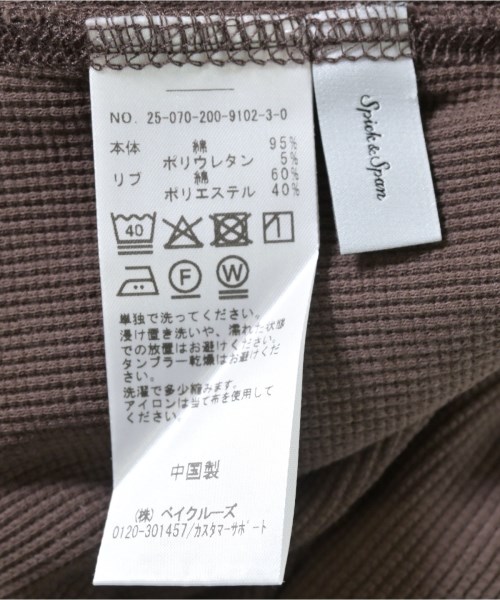 NO. 25-070-200-9102-3-0
本体 綿 95%
ポリウレタン 5%
リブ 綿 60%
ポリエステル 40%
40
F W
単独で洗ってください。
浸け置き洗いや、濡れた状態
での放置はお避けください。
タンブラー乾燥はお避けくだ
さい。
洗濯で多少縮みます。
アイロンは当て布を使用して
ください。
中国製
(株) ベイクルーズ
0120-301457/カスタマーサポート
Spick & Span